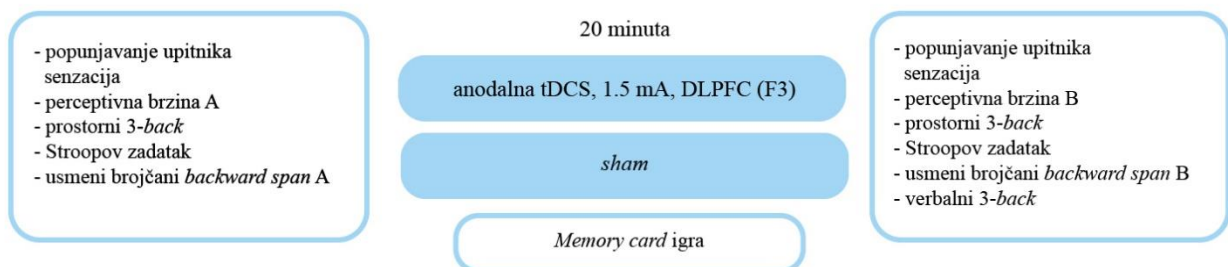 - popunjavanje upitnika
senzacija
- perceptivna brzina A
- prostorni 3-back
- Stroopov zadatak
- usmeni brojčani backward span A
20 minuta
anodalna tDCS, 1.5 mA, DLPFC (F3)
sham
Memory card igra
- popunjavanje upitnika
senzacija
- perceptivna brzina B
- prostorni 3-back
- Stroopov zadatak
- usmeni brojčani backward span B
- verbalni 3-back